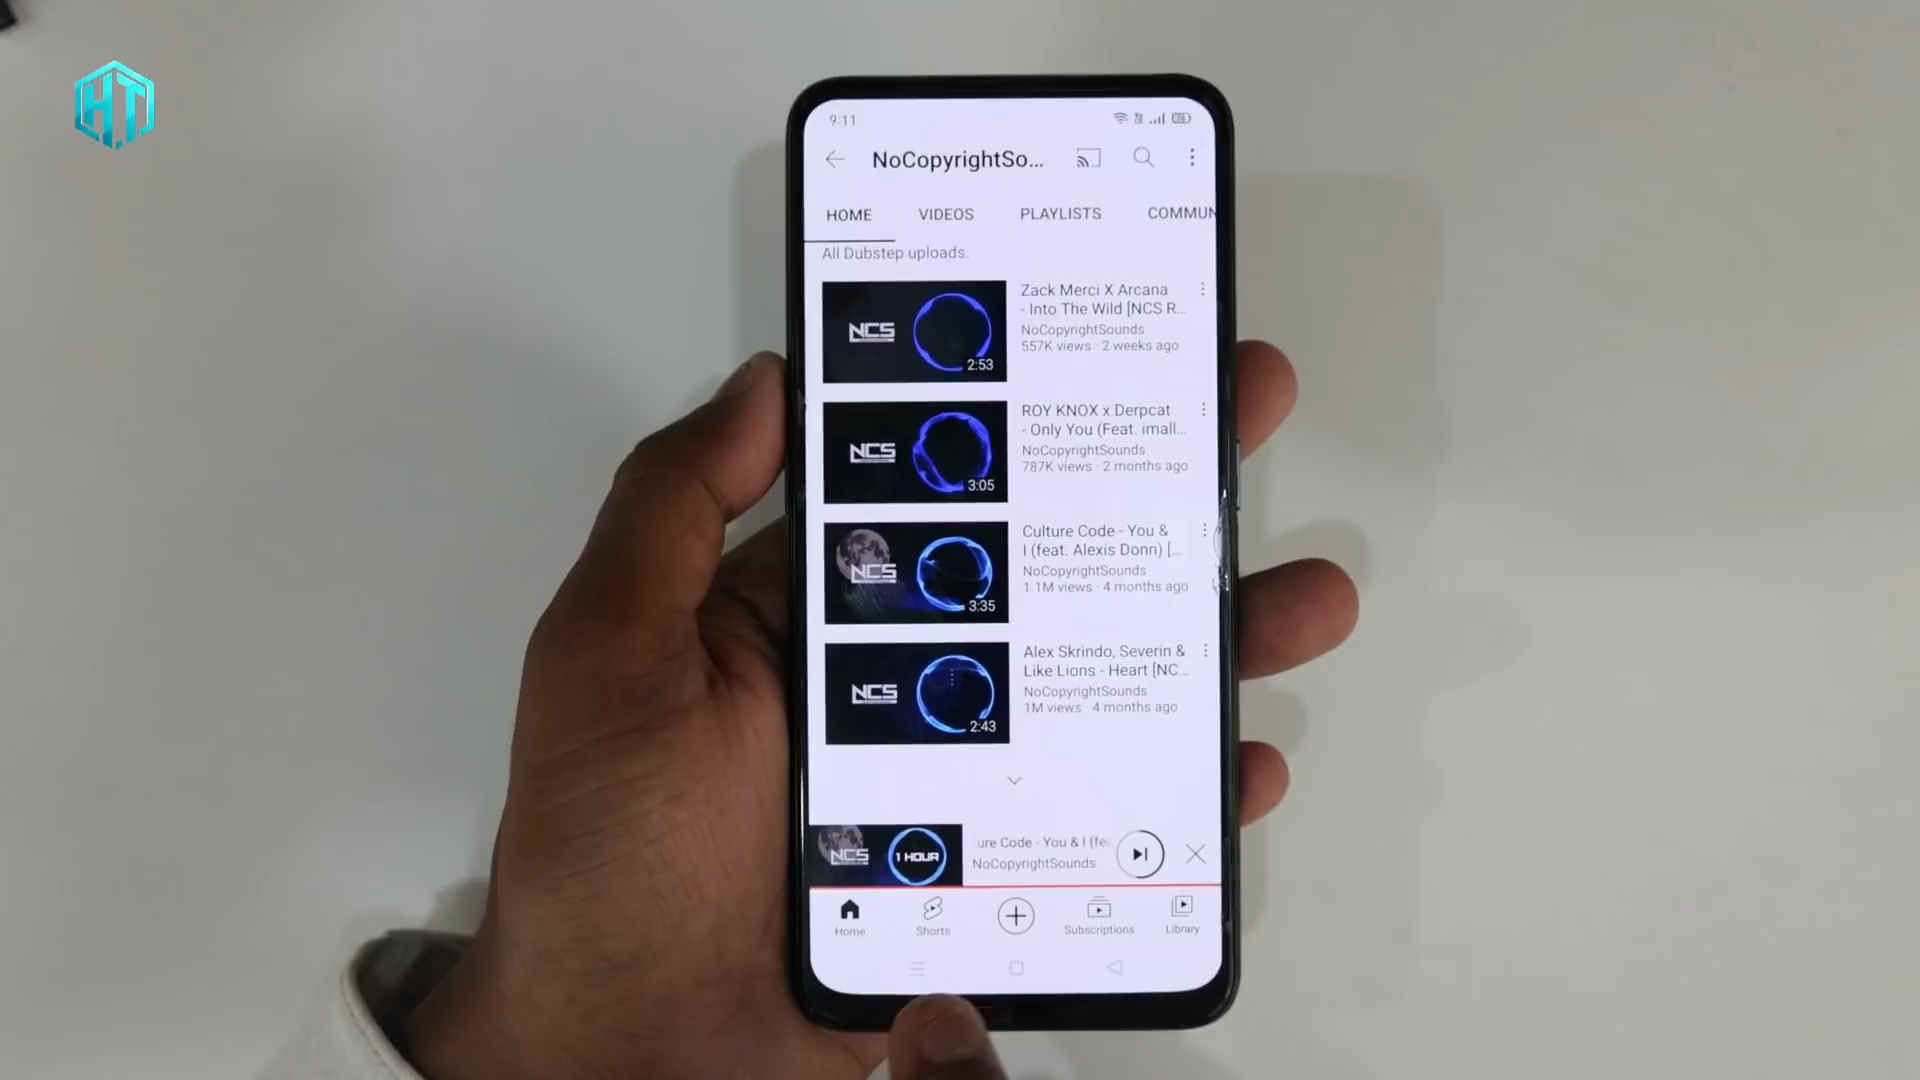 HT
9:11
NoCopyrightSo...
HOME VIDEOS PLAYLISTS COMMUN
All Dubstep uploads.
NCS
2:53
Zack Merci X Arcana
- Into The Wild [NCS R...
NoCopyrightSounds
557K views · 2 weeks ago
NCS
3:05
ROY KNOX x Derpcat
- Only You (Feat. imall...
NoCopyrightSounds
787K views · 2 months ago
NCS
3:35
Culture Code - You &
I (feat. Alexis Donn) [...
NoCopyrightSounds
1.1M views · 4 months ago
NCS
2:43
Alex Skrindo, Severin &
Like Lions - Heart [NC...
NoCopyrightSounds
1M views · 4 months ago
NCS
1 HOUR
ure Code - You & I (fea
NoCopyrightSounds
Home Shorts Subscriptions Library